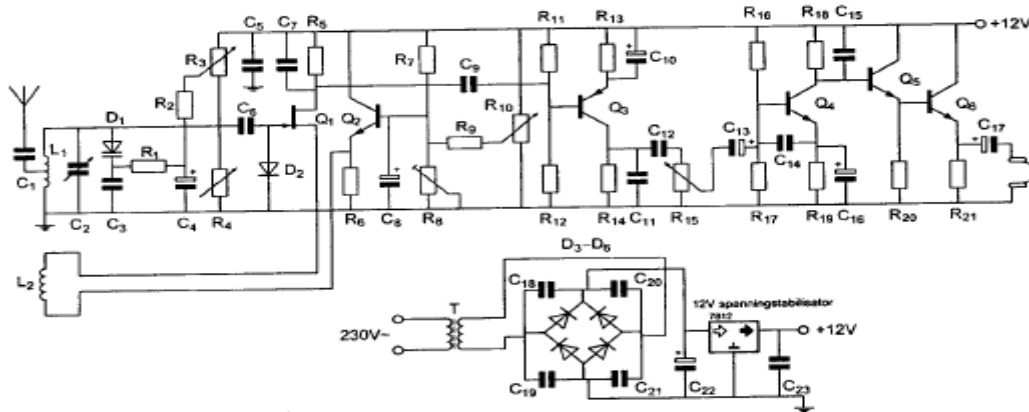 R11 R13 R16 R18 C15
C5 C7 R5 +12V
R3 R7 C9 C10 Q5
R2 R10 Q6
D1 C6 Q1 Q2 Q3 Q4 C17
L1 R1 R9 C12 C13
D2 C14
C1
C2 C3 C4 R4 R6 C8 R8 R12 R14 C11 R15 R17 R19 C16 R20 R21
D3-D6
L2 C18 C20
12V spanningstabilisator
T 7812
230V~ +12V
C19 C21 C22 C23